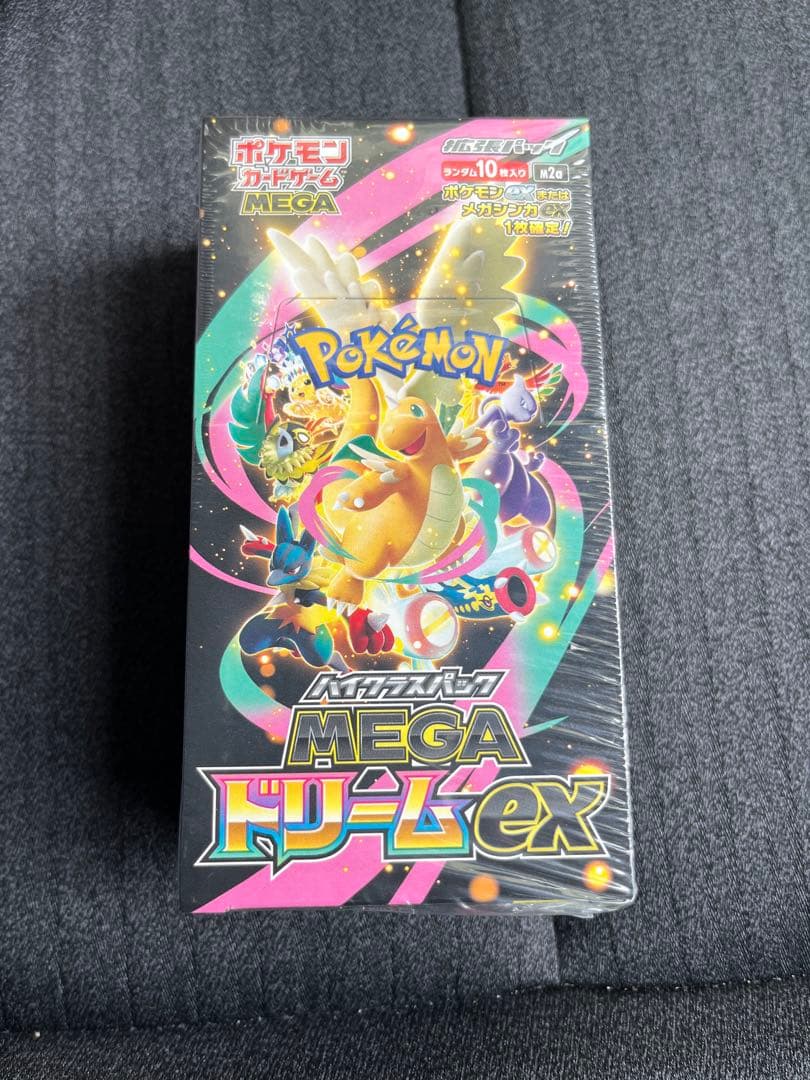 ポケモン
カードゲーム
MEGA
拡張パック
ランダム10枚入り
M2a
ポケモンexまたは
メガシンカex
1枚確定!
POKéMON
ハイクラスパック
MEGA
ドリームex